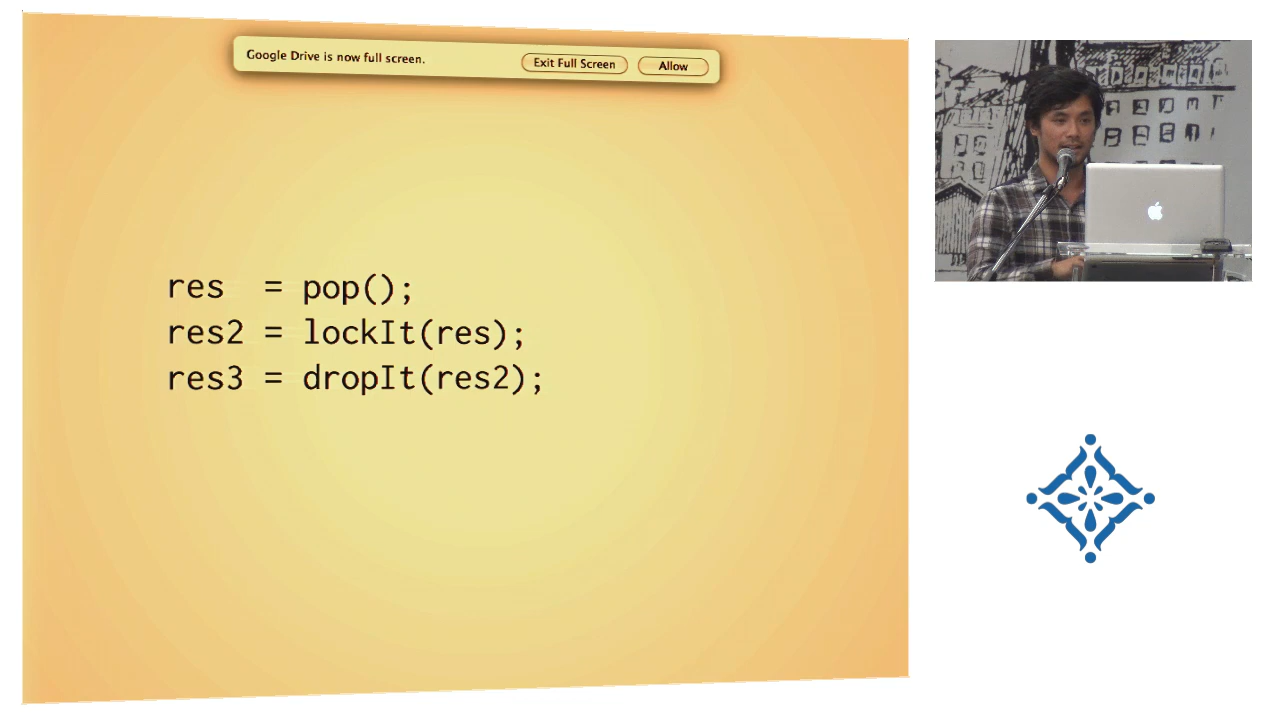 Google Drive is now full screen.
Exit Full Screen
Allow
res = pop();
res2 = lockIt(res);
res3 = dropIt(res2);